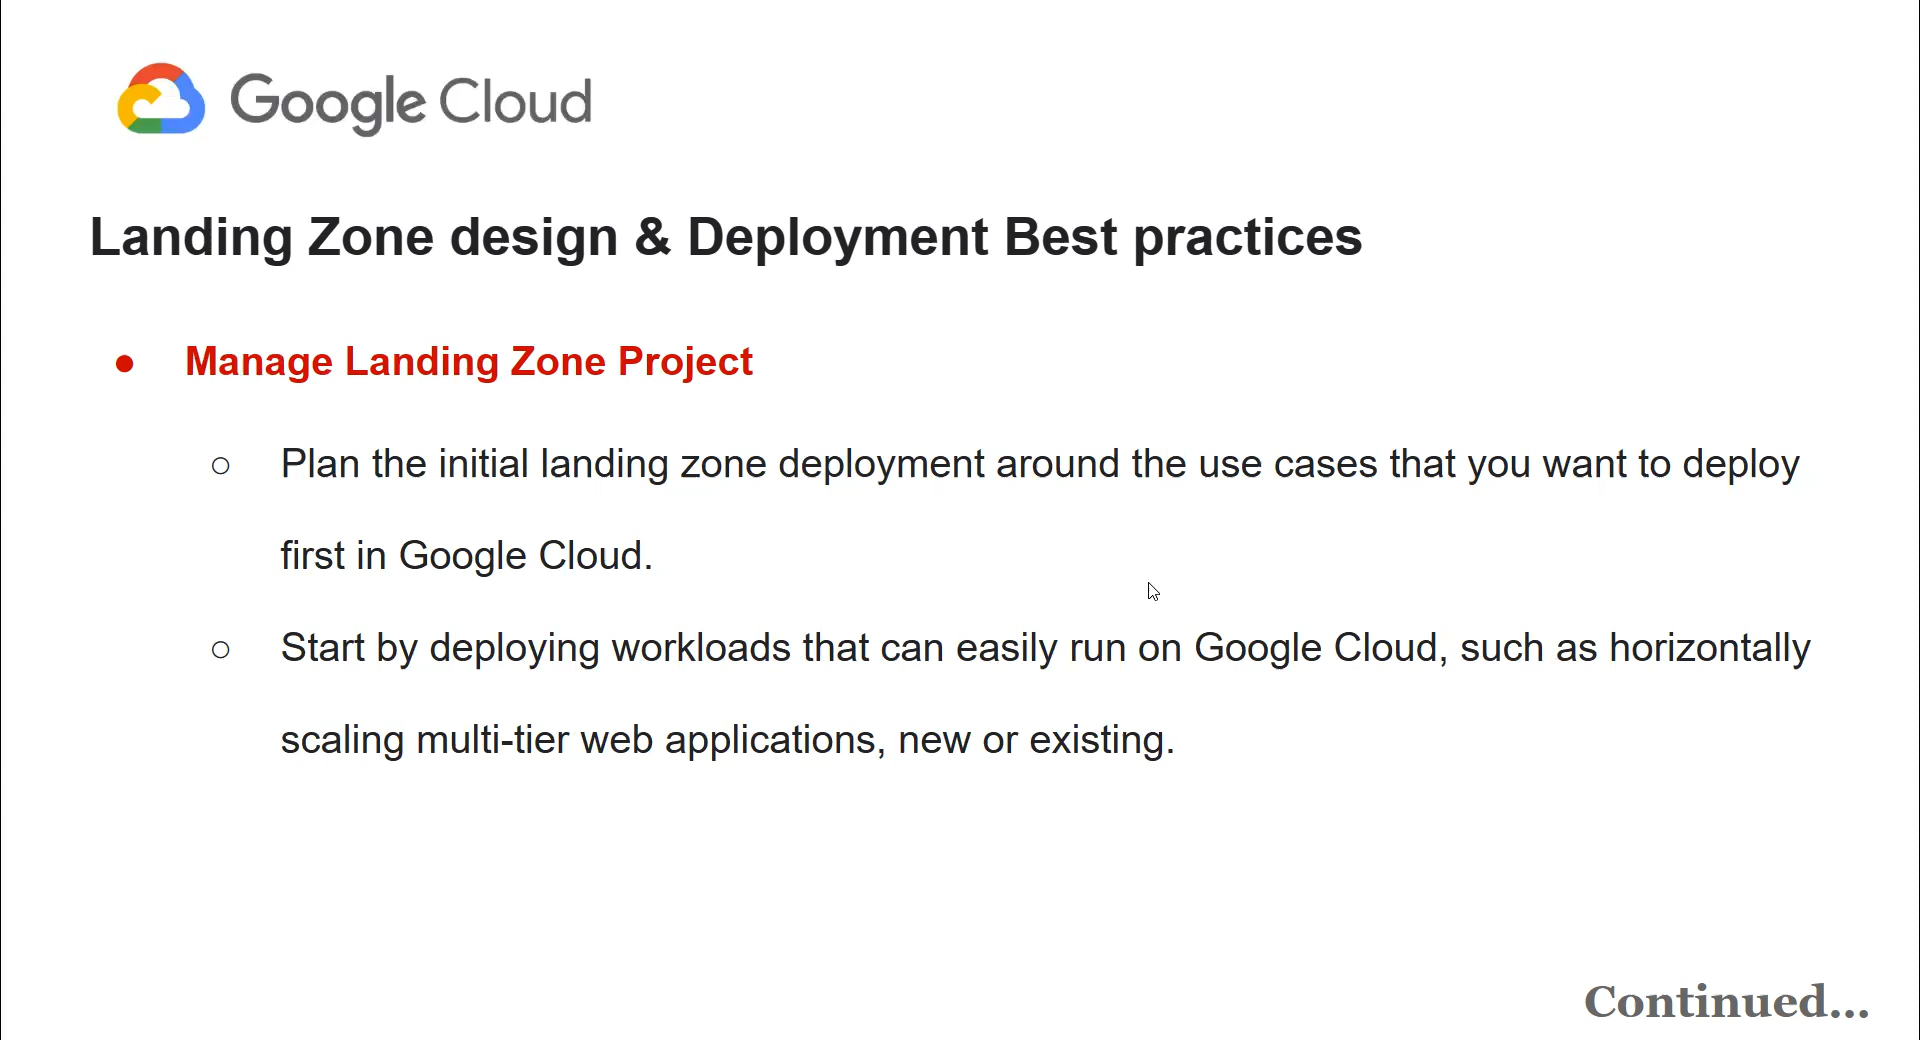 Google Cloud
Landing Zone design & Deployment Best practices
● Manage Landing Zone Project
○ Plan the initial landing zone deployment around the use cases that you want to deploy
first in Google Cloud.
○ Start by deploying workloads that can easily run on Google Cloud, such as horizontally
scaling multi-tier web applications, new or existing.
Continued...